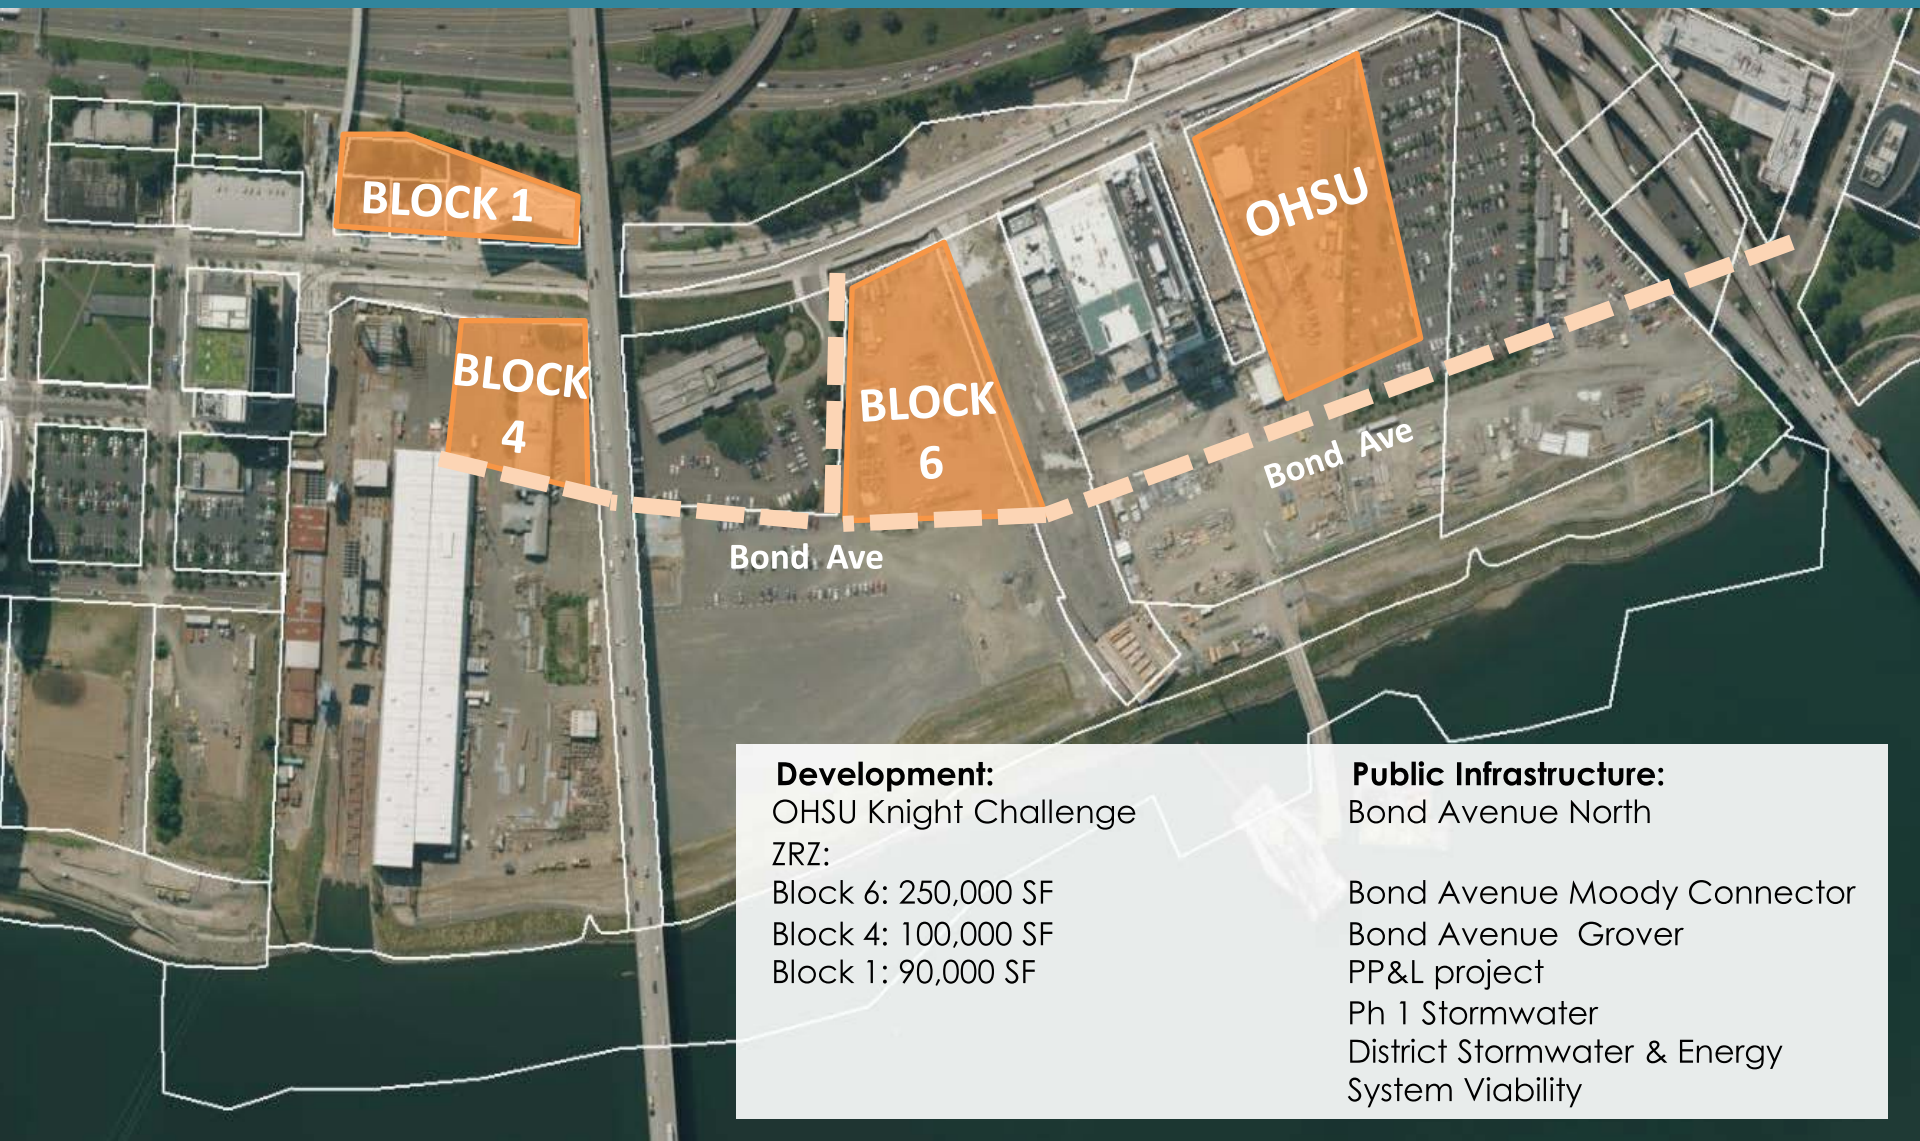 BLOCK 1
OHSU
BLOCK
4
BLOCK
6
Bond Ave
Bond Ave
Development:
OHSU Knight Challenge
ZRZ:
Block 6: 250,000 SF
Block 4: 100,000 SF
Block 1: 90,000 SF
Public Infrastructure:
Bond Avenue North
Bond Avenue Moody Connector
Bond Avenue  Grover
PP&L project
Ph 1 Stormwater
District Stormwater & Energy
System Viability